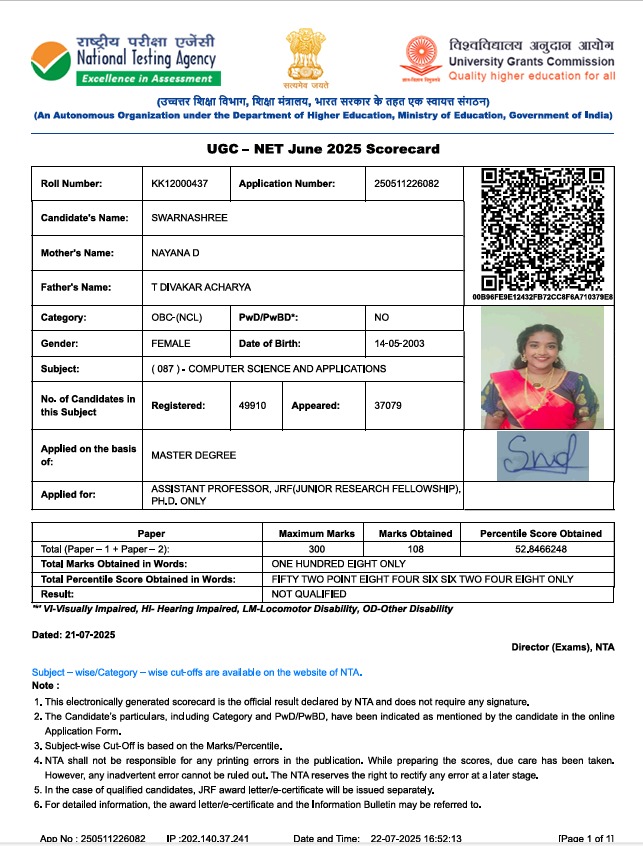 राष्ट्रीय परीक्षा एजेंसी
National Testing Agency
Excellence in Assessment
सत्यमेव जयते
विश्वविद्यालय अनुदान आयोग
University Grants Commission
Quality higher education for all
(उच्चत्तर शिक्षा विभाग, शिक्षा मंत्रालय, भारत सरकार के तहत एक स्वायत्त संगठन)
(An Autonomous Organization under the Department of Higher Education, Ministry of Education, Government of India)
UGC – NET June 2025 Scorecard
Roll Number: KK12000437 Application Number: 250511226082
Candidate's Name: SWARNASHREE
Mother's Name: NAYANA D
Father's Name: T DIVAKAR ACHARYA
00B96FE9E12432FB72CC8F6A710379E8
Category: OBC-(NCL) PwD/PwBD*: NO
Gender: FEMALE Date of Birth: 14-05-2003
Subject: ( 087 ) - COMPUTER SCIENCE AND APPLICATIONS
No. of Candidates in this Subject Registered: 49910 Appeared: 37079
Applied on the basis of: MASTER DEGREE
Applied for: ASSISTANT PROFESSOR, JRF(JUNIOR RESEARCH FELLOWSHIP), PH.D. ONLY
Paper Maximum Marks Marks Obtained Percentile Score Obtained
Total (Paper – 1 + Paper – 2): 300 108 52.8466248
Total Marks Obtained in Words: ONE HUNDRED EIGHT ONLY
Total Percentile Score Obtained in Words: FIFTY TWO POINT EIGHT FOUR SIX SIX TWO FOUR EIGHT ONLY
Result: NOT QUALIFIED
"*" VI-Visually Impaired, HI- Hearing Impaired, LM-Locomotor Disability, OD-Other Disability
Dated: 21-07-2025
Director (Exams), NTA
Subject – wise/Category – wise cut-offs are available on the website of NTA.
Note :
1. This electronically generated scorecard is the official result declared by NTA and does not require any signature.
2. The Candidate's particulars, including Category and PwD/PwBD, have been indicated as mentioned by the candidate in the online
Application Form.
3. Subject-wise Cut-Off is based on the Marks/Percentile.
4. NTA shall not be responsible for any printing errors in the publication. While preparing the scores, due care has been taken.
However, any inadvertent error cannot be ruled out. The NTA reserves the right to rectify any error at a later stage.
5. In the case of qualified candidates, JRF award letter/e-certificate will be issued separately.
6. For detailed information, the award letter/e-certificate and the Information Bulletin may be referred to.
App No : 250511226082 IP :202.140.37.241 Date and Time: 22-07-2025 16:52:13 [Page 1 of 1]